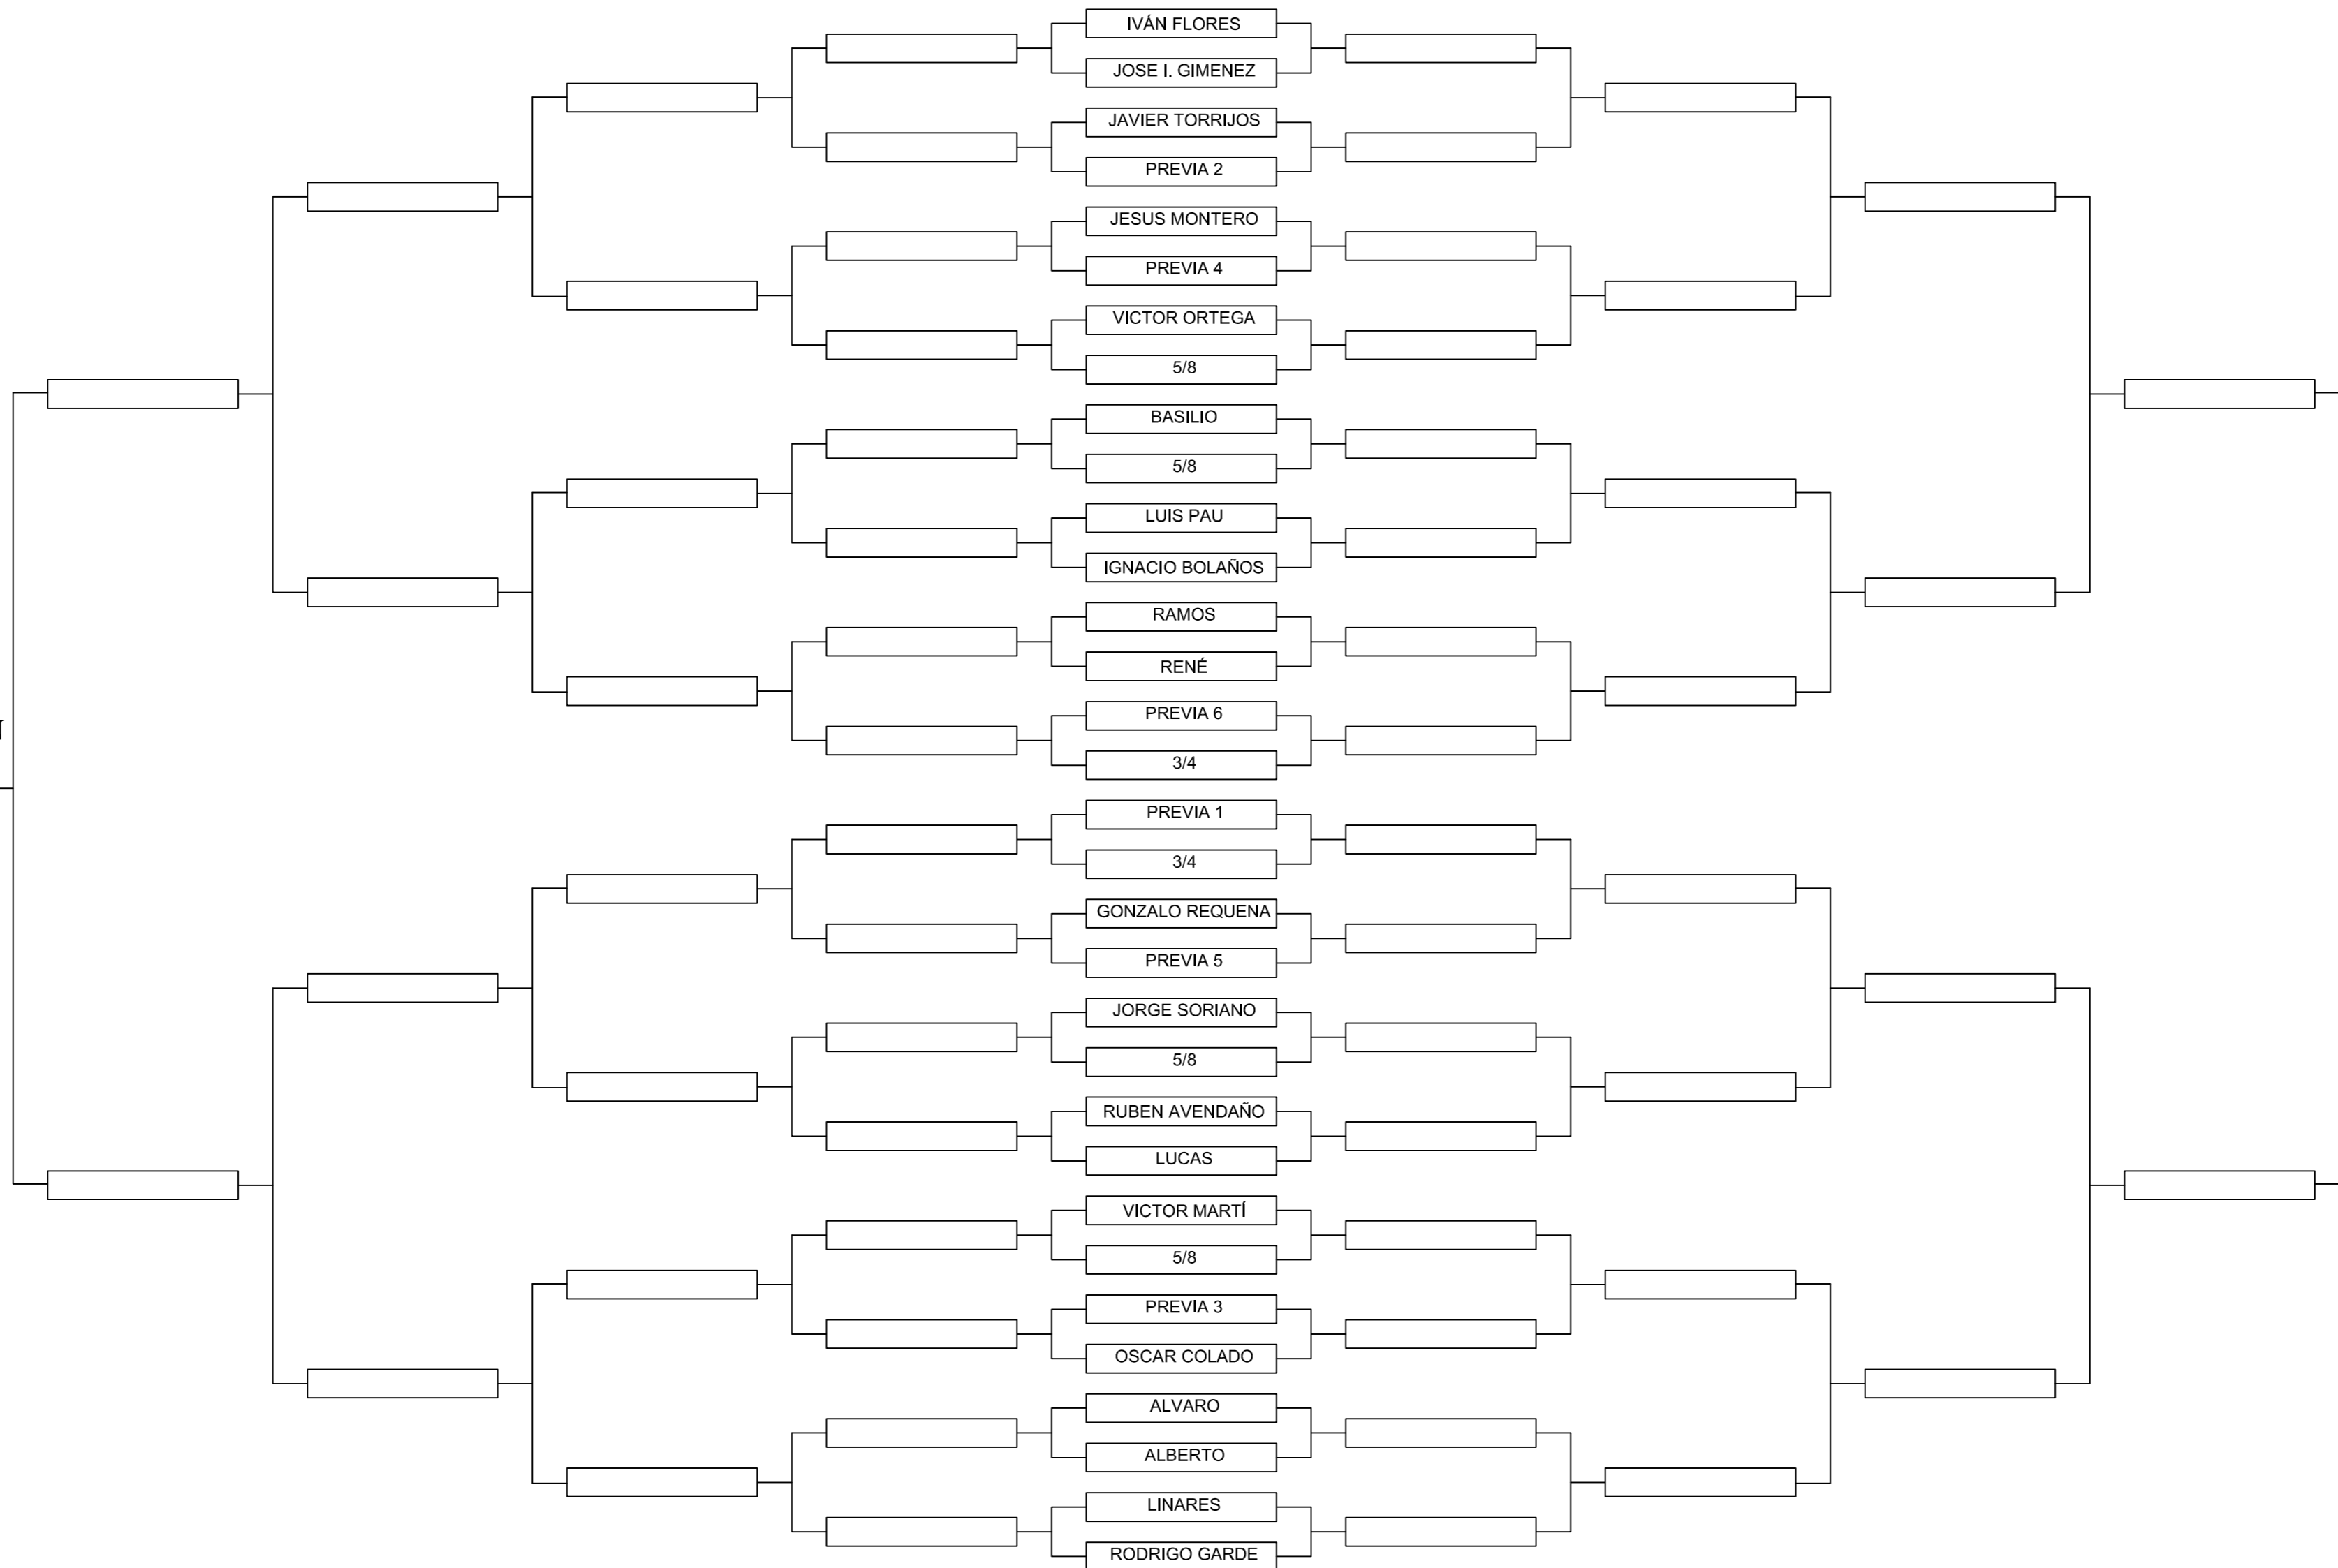 IVÁN FLORES
JOSE I. GIMENEZ
JAVIER TORRIJOS
PREVIA 2
JESUS MONTERO
PREVIA 4
VICTOR ORTEGA
5/8
BASILIO
5/8
LUIS PAU
IGNACIO BOLAÑOS
RAMOS
RENÉ
PREVIA 6
3/4
PREVIA 1
3/4
GONZALO REQUENA
PREVIA 5
JORGE SORIANO
5/8
RUBEN AVENDAÑO
LUCAS
VICTOR MARTÍ
5/8
PREVIA 3
OSCAR COLADO
ALVARO
ALBERTO
LINARES
RODRIGO GARDE